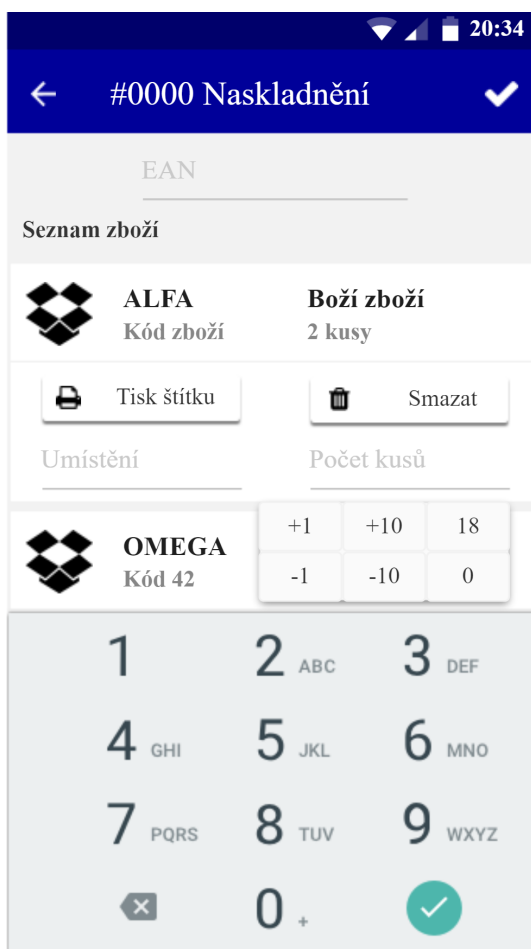 20:34
#0000 Naskladnění
EAN
Seznam zboží
ALFA Boží zboží
Kód zboží 2 kusy
Tisk štítku Smazat
Umístění Počet kusů
+1 +10 18
OMEGA
Kód 42 -1 -10 0
1 2 ABC 3 DEF
4 GHI 5 JKL 6 MNO
7 PQRS 8 TUV 9 WXYZ
0 +